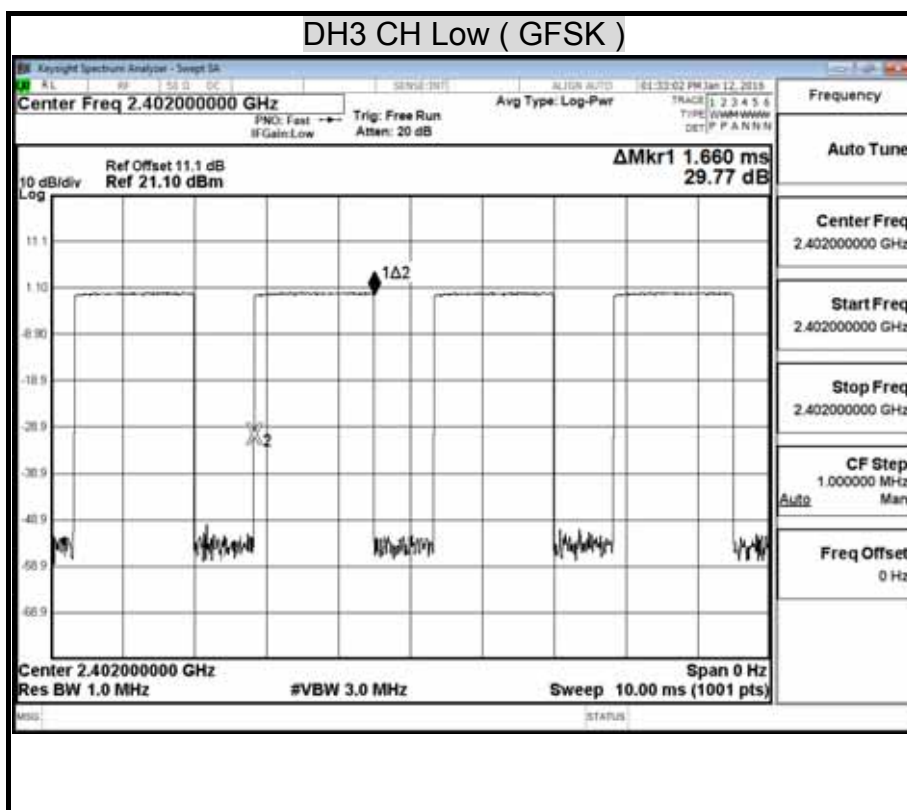 DH3 CH Low ( GFSK )
Keysight Spectrum Analyzer - Swept SA
RL RF 50 Ω DC SENSE:INT ALIGN AUTO 01:33:02 PM Jan 12, 2016
Center Freq 2.402000000 GHz
PNO: Fast
IFGain:Low
Trig: Free Run
Atten: 20 dB
Avg Type: Log-Pwr
TRACE 1 2 3 4 5 6
TYPE
DET P P A N N N
Ref Offset 11.1 dB
10 dB/div Ref 21.10 dBm
Log
ΔMkr1 1.660 ms
29.77 dB
11.1
1.10
-8.90
-18.9
-28.9
-38.9
-48.9
-58.9
-68.9
1Δ2
X2
Center 2.402000000 GHz
Span 0 Hz
Res BW 1.0 MHz
#VBW 3.0 MHz
Sweep 10.00 ms (1001 pts)
MSG
STATUS
Frequency
Auto Tune
Center Freq
2.402000000 GHz
Start Freq
2.402000000 GHz
Stop Freq
2.402000000 GHz
CF Step
1.000000 MHz
Auto Man
Freq Offset
0 Hz